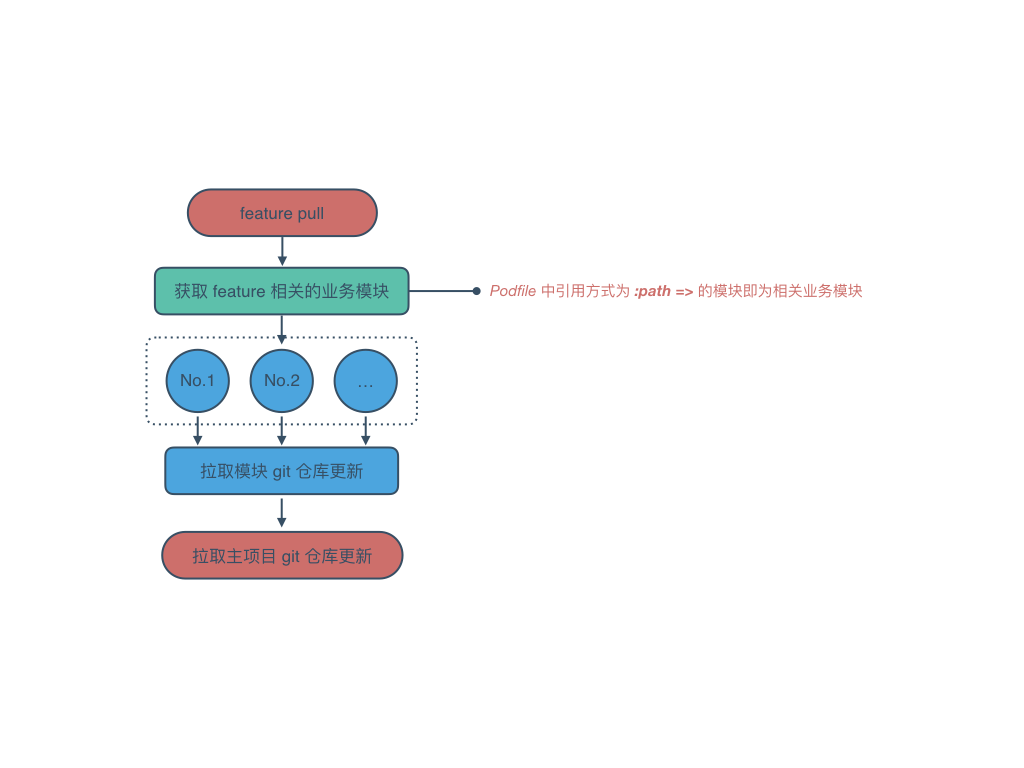 feature pull
获取 feature 相关的业务模块
Podfile 中引用方式为 :path => 的模块即为相关业务模块
No.1
No.2
...
拉取模块 git 仓库更新
拉取主项目 git 仓库更新